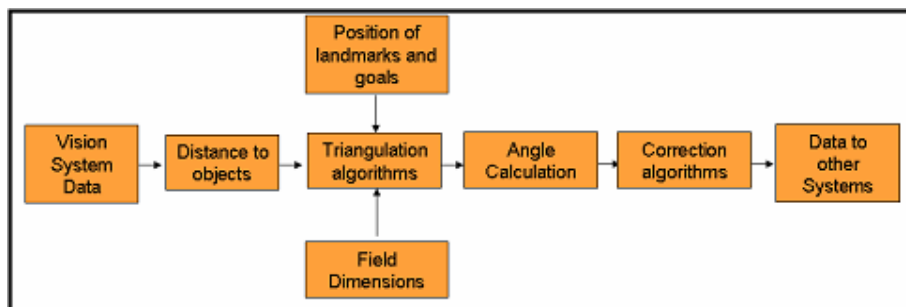 Position of
landmarks and
goals
Vision
System
Data
Distance to
objects
Triangulation
algorithms
Angle
Calculation
Correction
algorithms
Data to
other
Systems
Field
Dimensions